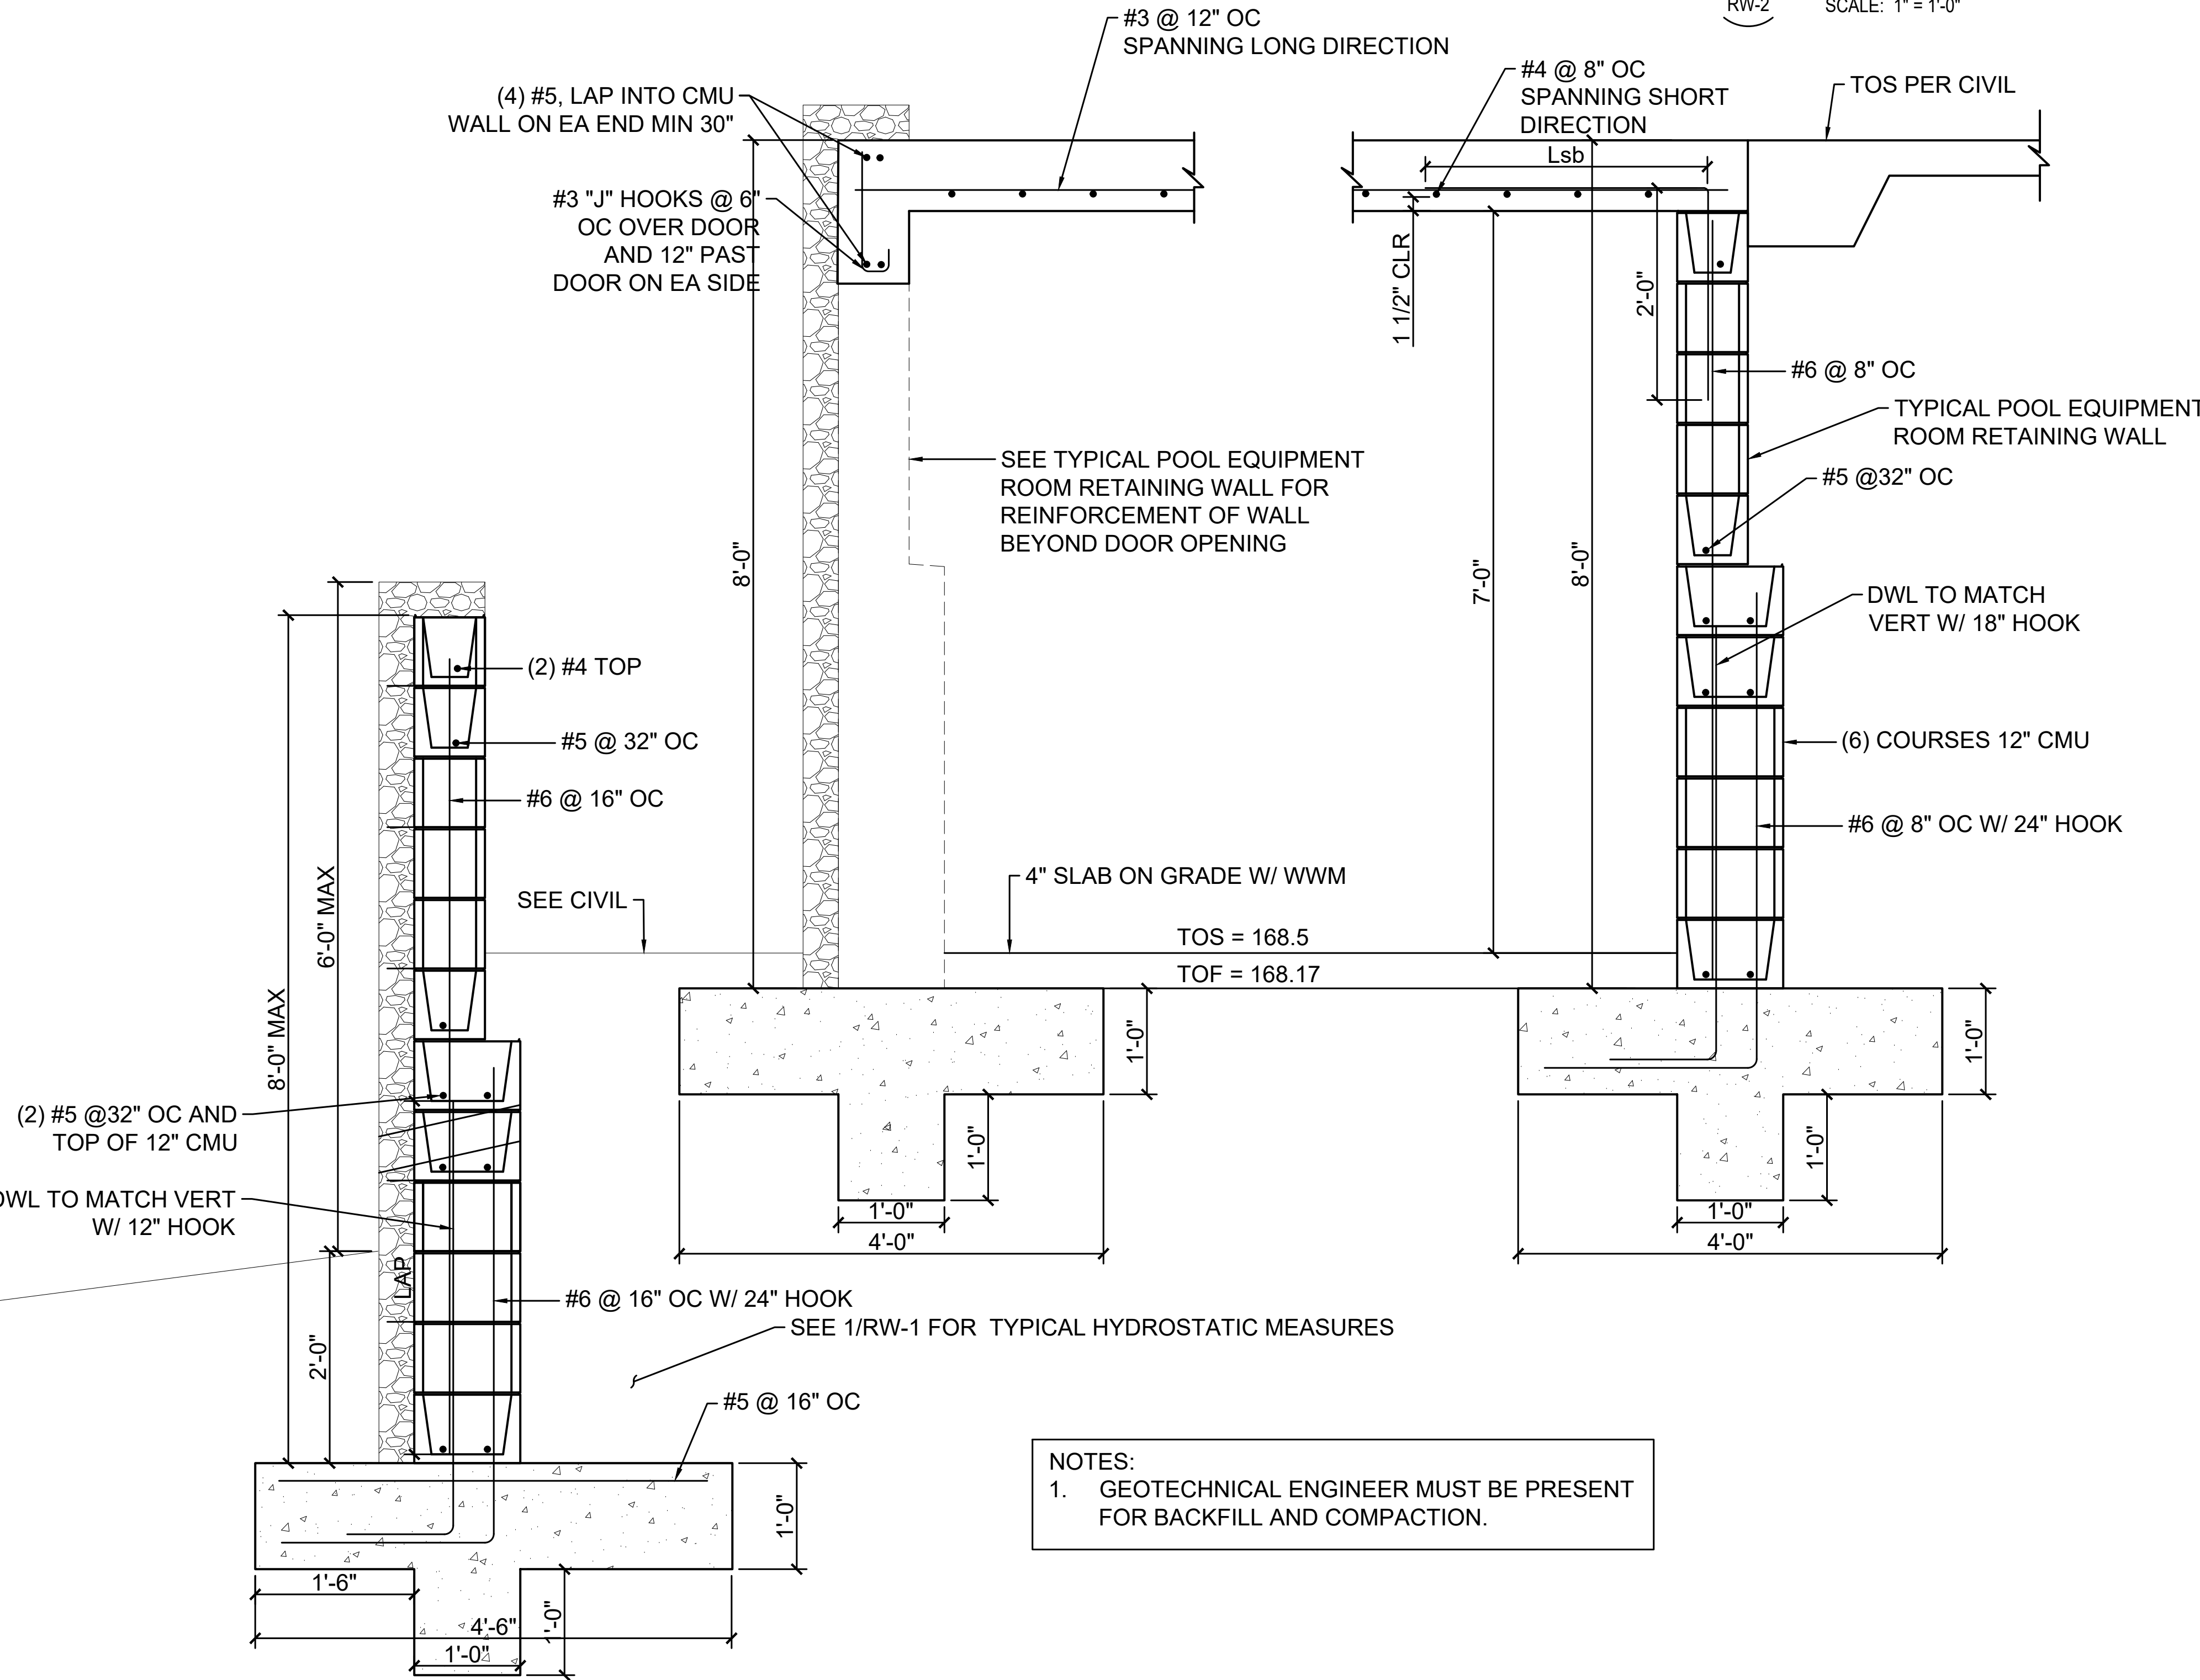 RW-2
SCALE: 1" = 1'-0"
#3 @ 12" OC
SPANNING LONG DIRECTION
#4 @ 8" OC
SPANNING SHORT
DIRECTION
TOS PER CIVIL
(4) #5, LAP INTO CMU
WALL ON EA END MIN 30"
Lsb
#3 "J" HOOKS @ 6"
OC OVER DOOR
AND 12" PAST
DOOR ON EA SIDE
1 1/2" CLR
2'-0"
#6 @ 8" OC
TYPICAL POOL EQUIPMENT
ROOM RETAINING WALL
SEE TYPICAL POOL EQUIPMENT
ROOM RETAINING WALL FOR
REINFORCEMENT OF WALL
BEYOND DOOR OPENING
#5 @32" OC
8'-0"
7'-0"
8'-0"
DWL TO MATCH
VERT W/ 18" HOOK
(2) #4 TOP
#5 @ 32" OC
(6) COURSES 12" CMU
#6 @ 16" OC
#6 @ 8" OC W/ 24" HOOK
6'-0" MAX
SEE CIVIL
4" SLAB ON GRADE W/ WWM
TOS = 168.5
TOF = 168.17
8'-0" MAX
1'-0"
1'-0"
(2) #5 @32" OC AND
TOP OF 12" CMU
1'-0"
1'-0"
DWL TO MATCH VERT
W/ 12" HOOK
1'-0"
1'-0"
4'-0"
4'-0"
LAP
#6 @ 16" OC W/ 24" HOOK
SEE 1/RW-1 FOR TYPICAL HYDROSTATIC MEASURES
2'-0"
#5 @ 16" OC
NOTES:
1. GEOTECHNICAL ENGINEER MUST BE PRESENT
FOR BACKFILL AND COMPACTION.
1'-0"
1'-6"
4'-6"
1'-0"
1'-0"